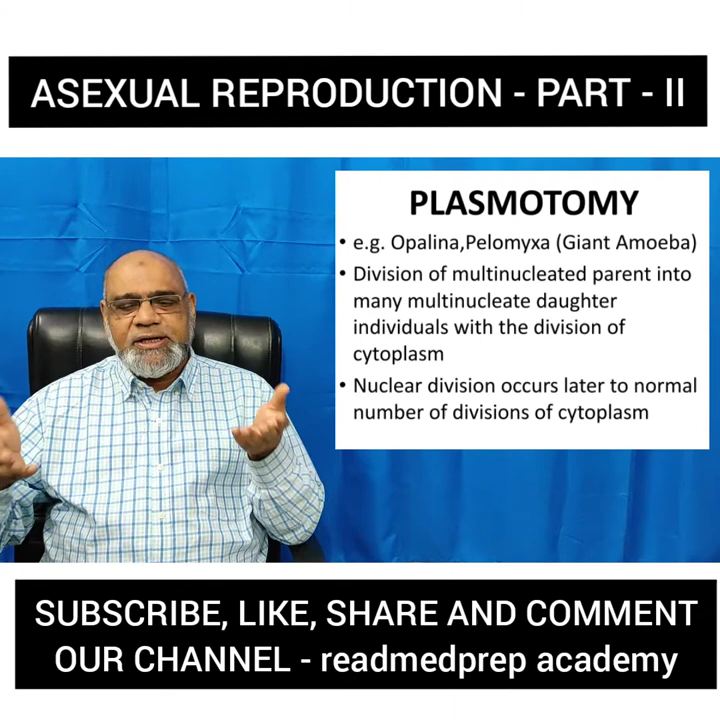 ASEXUAL REPRODUCTION - PART - II
PLASMOTOMY
• e.g. Opalina,Pelomyxa (Giant Amoeba)
• Division of multinucleated parent into
many multinucleate daughter
individuals with the division of
cytoplasm
• Nuclear division occurs later to normal
number of divisions of cytoplasm
SUBSCRIBE, LIKE, SHARE AND COMMENT
OUR CHANNEL - readmedprep academy